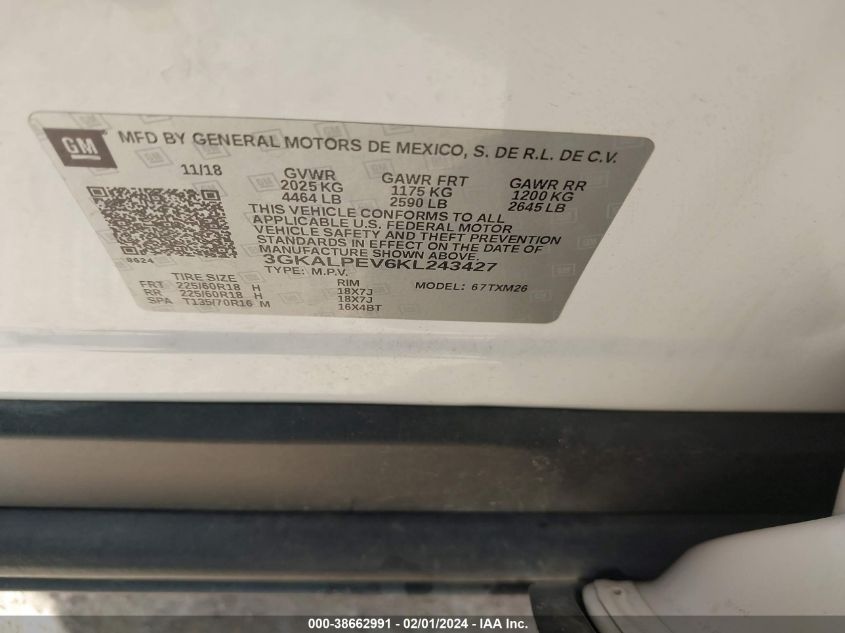 GM MFD BY GENERAL MOTORS DE MEXICO, S. DE R.L. DE C.V.
11/18 GVWR GAWR FRT GAWR RR
2025 KG 1175 KG 1200 KG
4464 LB 2590 LB 2645 LB
THIS VEHICLE CONFORMS TO ALL
APPLICABLE U.S. FEDERAL MOTOR
VEHICLE SAFETY AND THEFT PREVENTION
STANDARDS IN EFFECT ON THE DATE OF
MANUFACTURE SHOWN ABOVE.
9624 3GKALPEV6KL243427
TYPE: M.P.V. MODEL: 67TXM26
TIRE SIZE RIM
FRT 225/60R18 H 18X7J
RR 225/60R18 H 18X7J
SPA T135/70R16 M 16X4BT
000-38662991 // 02/01/2024 - IAA Inc.